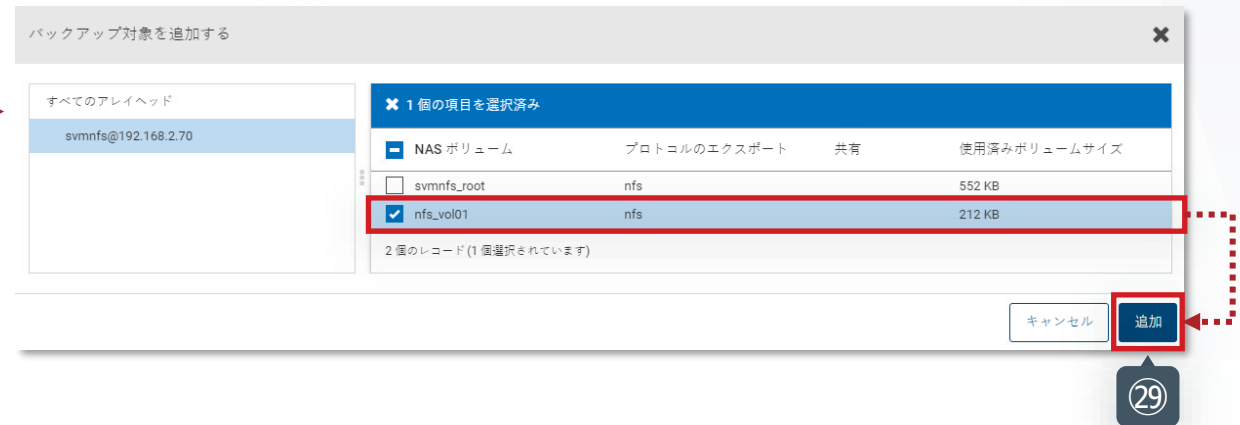 バックアップ対象を追加する
すべてのアレイヘッド
svmnfs@192.168.2.70
1 個の項目を選択済み
NAS ボリューム プロトコルのエクスポート 共有 使用済みボリュームサイズ
svmnfs_root nfs 552 KB
nfs_vol01 nfs 212 KB
2 個のレコード (1 個選択されています)
キャンセル 追加
㉙